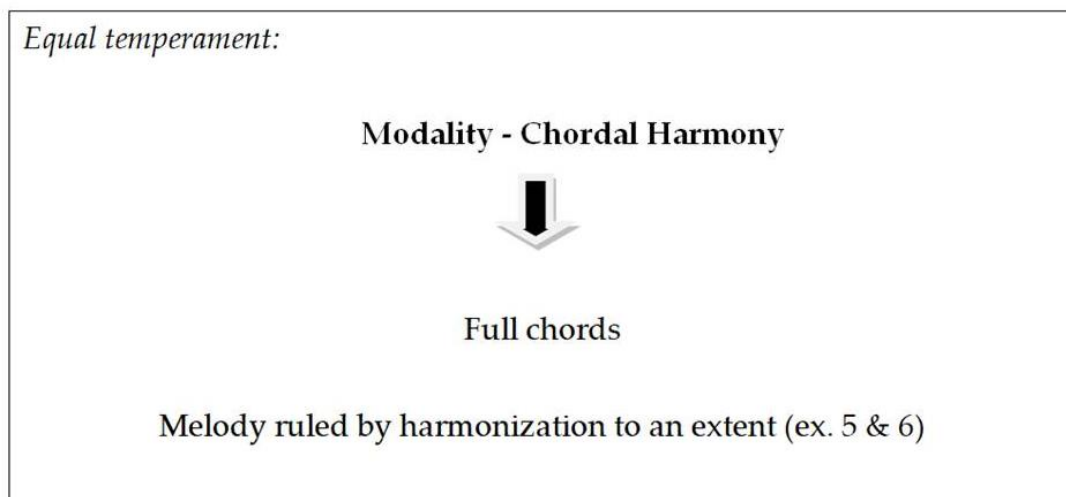 Equal temperament:
Modality - Chordal Harmony
Full chords
Melody ruled by harmonization to an extent (ex. 5 & 6)